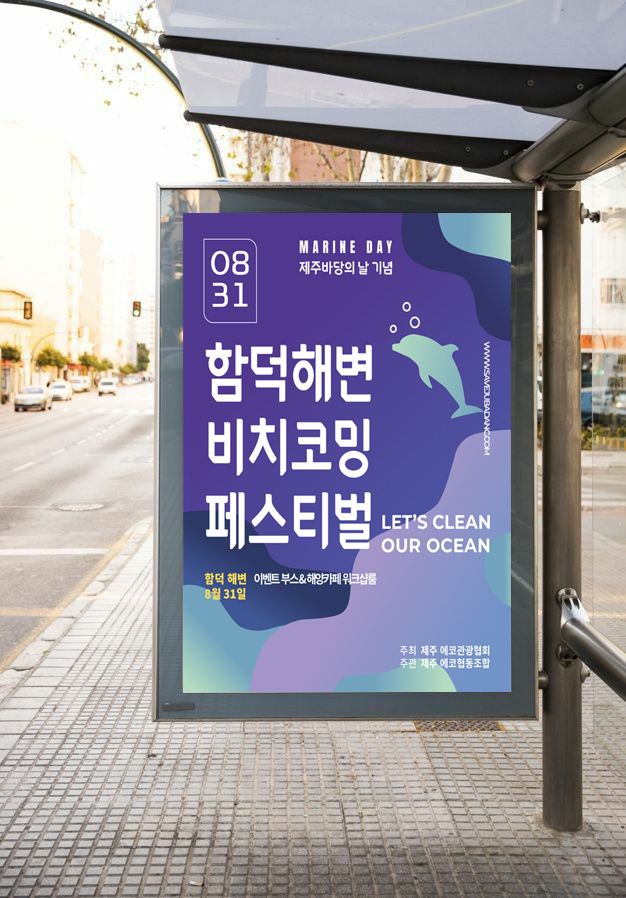 08
31
MARINE DAY
제주바당의 날 기념
함덕해변
비치코밍
페스티벌
WWW.SAVEJUBADANG.COM
LET'S CLEAN
OUR OCEAN
함덕 해변 이벤트 부스&해양카페 워크샵룸
8월 31일
주최 제주 에코관광협회
주관 제주 에코협동조합